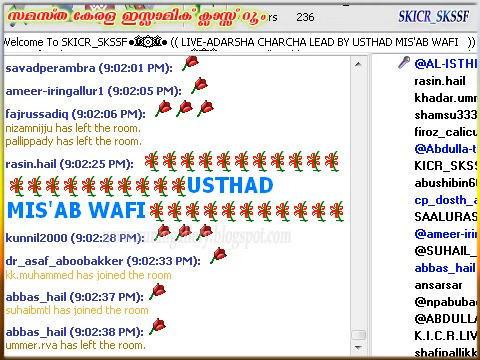 സമസ്ത കേരള ഇസ്ലാമിക് ക്ലാസ്സ് റൂം
rs 236 SKICR_SKSSF
Welcome To SKICR_SKSSF (( LIVE-ADARSHA CHARCHA LEAD BY USTHAD MIS'AB WAFI ))
savadperambra (9:02:01 PM):
ameer-iringallur1 (9:02:05 PM):
fajrussadiq (9:02:06 PM):
nizamnijju has left the room.
pallippady has left the room.
rasin.hail (9:02:25 PM):
USTHAD
MIS'AB WAFI
kunnil2000 (9:02:28 PM):
dr_asaf_aboobakker (9:02:33 PM):
kk.muhammed has joined the room
abbas_hail (9:02:37 PM):
suhaibmtl has joined the room
abbas_hail (9:02:38 PM):
ummer.rva has left the room.
@AL-ISTH
rasin.hail
khadar.umr
shamsu333
firoz_calicu
@Abdulla-t
KICR_SKSS
abushibin6
cp_dosth_a
SAALURAS
@ameer-irin
@SUHAIL_
abbas_hail
ansarsar
@npabubac
@ABDULLA
K.I.C.R.LIV
shafipallikk